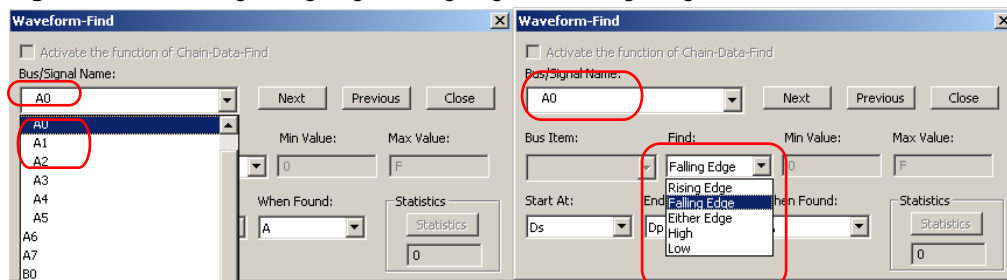 Waveform-Find
Activate the function of Chain-Data-Find
Bus/Signal Name:
A0
Next Previous Close
A0
A1
A2
A3
A4
A5
A6
A7
B0
Min Value: Max Value:
0 F
When Found: Statistics
A Statistics
0
Waveform-Find
Activate the function of Chain-Data-Find
Bus/Signal Name:
A0
Next Previous Close
Bus Item: Find: Min Value: Max Value:
Falling Edge 0 F
Rising Edge
Falling Edge
Either Edge
High
Low
Start At: End When Found: Statistics
Ds Dp Statistics
0